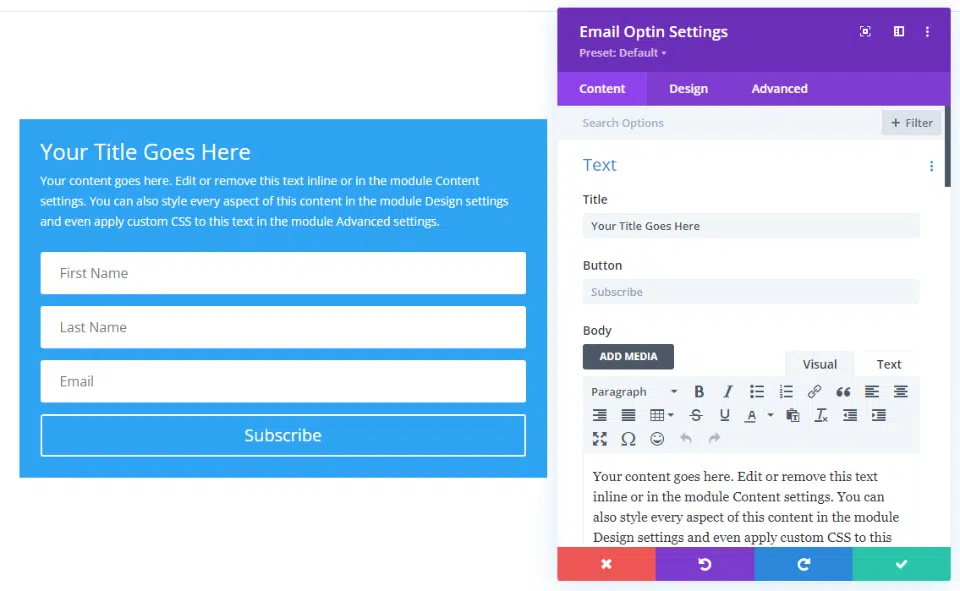 Your Title Goes Here
Your content goes here. Edit or remove this text inline or in the module Content
settings. You can also style every aspect of this content in the module Design settings
and even apply custom CSS to this text in the module Advanced settings.
First Name
Last Name
Email
Subscribe
Email Optin Settings
Preset: Default
Content Design Advanced
Search Options + Filter
Text
Title
Your Title Goes Here
Button
Subscribe
Body
ADD MEDIA
Visual Text
Paragraph
Your content goes here. Edit or remove this text
inline or in the module Content settings. You can
also style every aspect of this content in the module
Design settings and even apply custom CSS to this